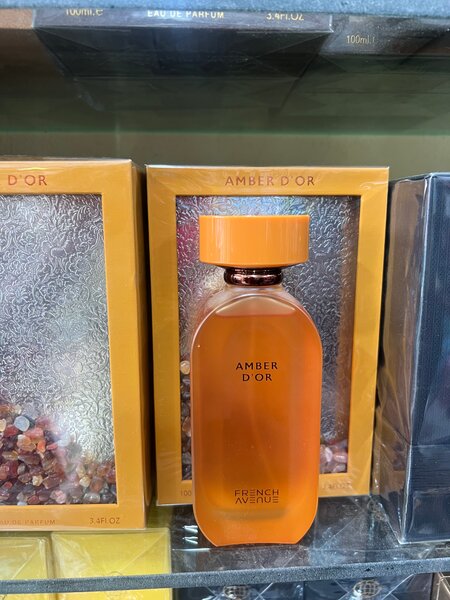 100ml.e
EAU DE PARFUM
3.4FL.OZ
100ml.
D'OR
AMBER D'OR
AMBER
D'OR
FRENCH
AVENUE
100
EAU DE PARFUM
3.4FL.OZ